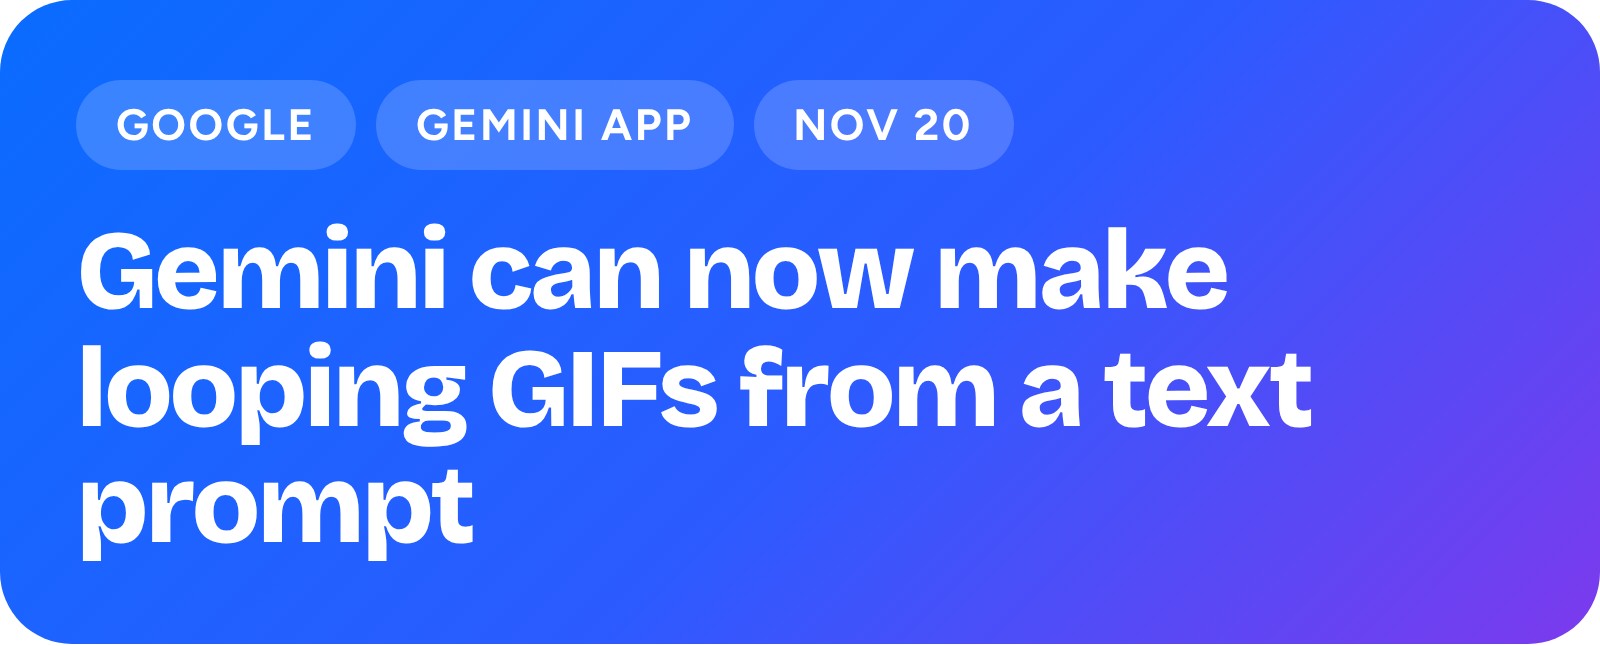 GOOGLE GEMINI APP NOV 20
Gemini can now make
looping GIFs from a text
prompt